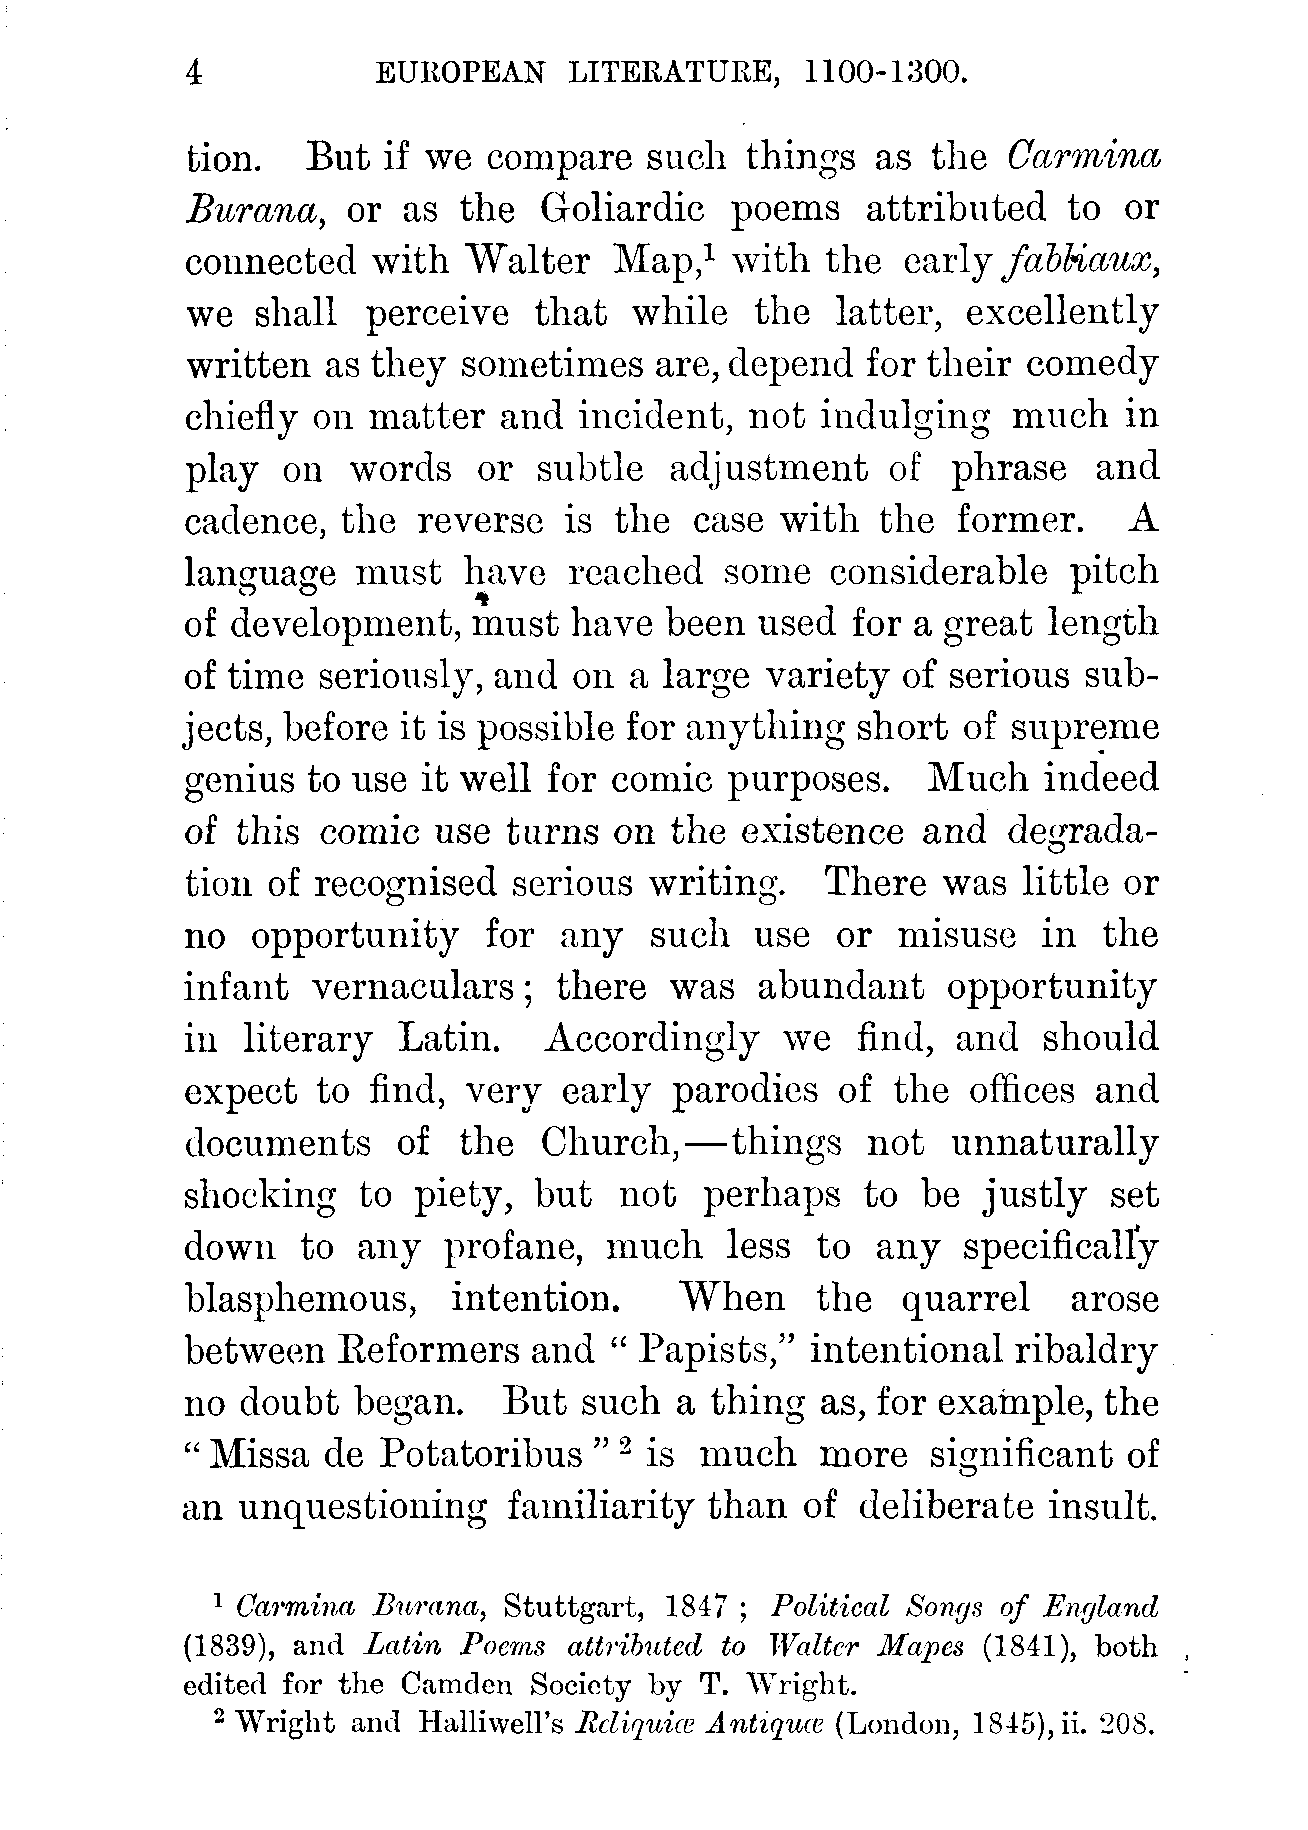 4 EUROPEAN LITERATURE, 1100-1300.
tion. But if we compare such things as the Carmina
Burana, or as the Goliardic poems attributed to or
connected with Walter Map,¹ with the early fabliaux,
we shall perceive that while the latter, excellently
written as they sometimes are, depend for their comedy
chiefly on matter and incident, not indulging much in
play on words or subtle adjustment of phrase and
cadence, the reverse is the case with the former. A
language must have reached some considerable pitch
of development, must have been used for a great length
of time seriously, and on a large variety of serious sub-
jects, before it is possible for anything short of supreme
genius to use it well for comic purposes. Much indeed
of this comic use turns on the existence and degrada-
tion of recognised serious writing. There was little or
no opportunity for any such use or misuse in the
infant vernaculars; there was abundant opportunity
in literary Latin. Accordingly we find, and should
expect to find, very early parodies of the offices and
documents of the Church,—things not unnaturally
shocking to piety, but not perhaps to be justly set
down to any profane, much less to any specifically
blasphemous, intention. When the quarrel arose
between Reformers and “Papists,” intentional ribaldry
no doubt began. But such a thing as, for example, the
“Missa de Potatoribus” ² is much more significant of
an unquestioning familiarity than of deliberate insult.
¹ Carmina Burana, Stuttgart, 1847; Political Songs of England
(1839), and Latin Poems attributed to Walter Mapes (1841), both
edited for the Camden Society by T. Wright.
² Wright and Halliwell's Reliquiæ Antiquæ (London, 1845), ii. 208.